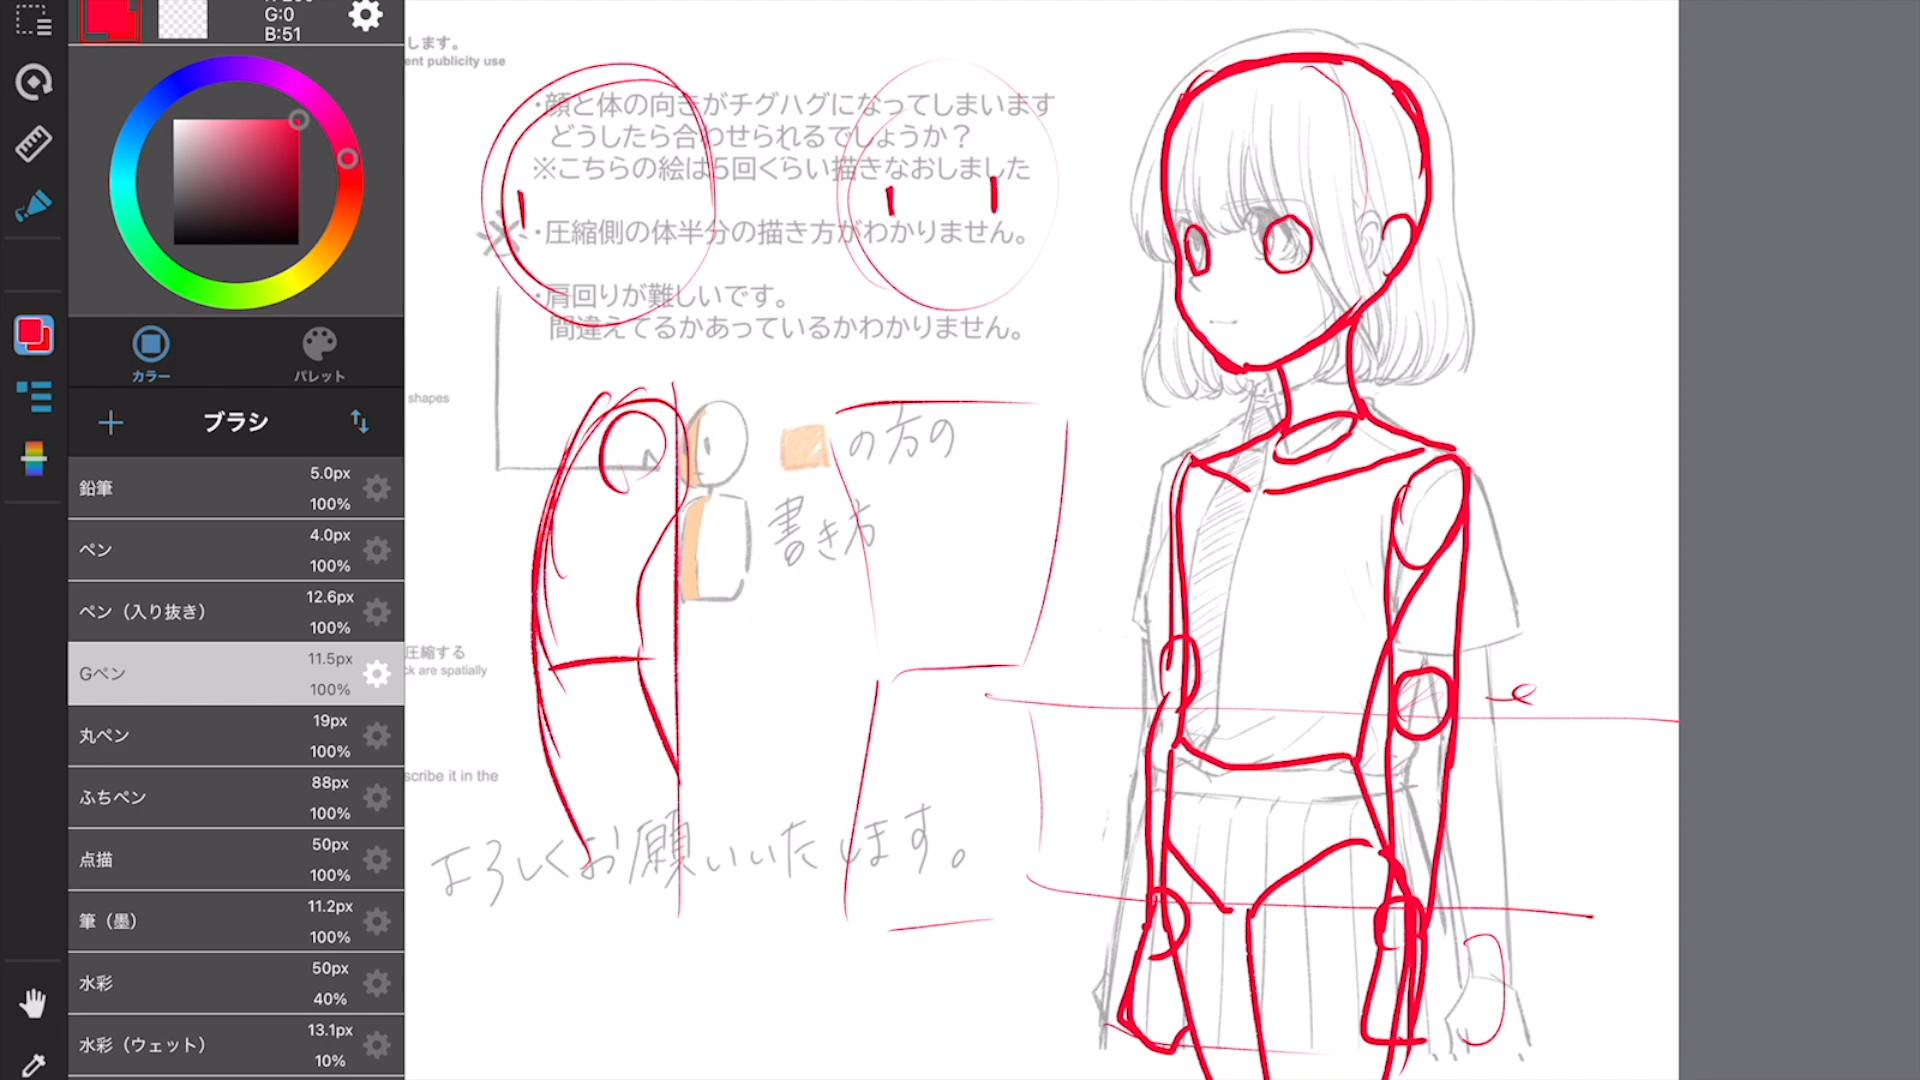 G:0
B:51
カラー
パレット
ブラシ
鉛筆
5.0px
100%
ペン
4.0px
100%
ペン（入り抜き）
12.6px
100%
Gペン
11.5px
100%
丸ペン
19px
100%
ふちペン
88px
100%
点描
50px
100%
筆（墨）
11.2px
100%
水彩
50px
40%
水彩（ウェット）
13.1px
10%
します。
ent publicity use
・顔と体の向きがチグハグになってしまいます
どうしたら合わせられるでしょうか？
※こちらの絵は5回くらい描きなおしました
※
・圧縮側の体半分の描き方がわかりません。
・肩回りが難しいです。
間違えてるかあっているかわかりません。
shapes
の方の
書き方
圧縮する
ck are spatially
scribe it in the
よろしくお願いいたします。